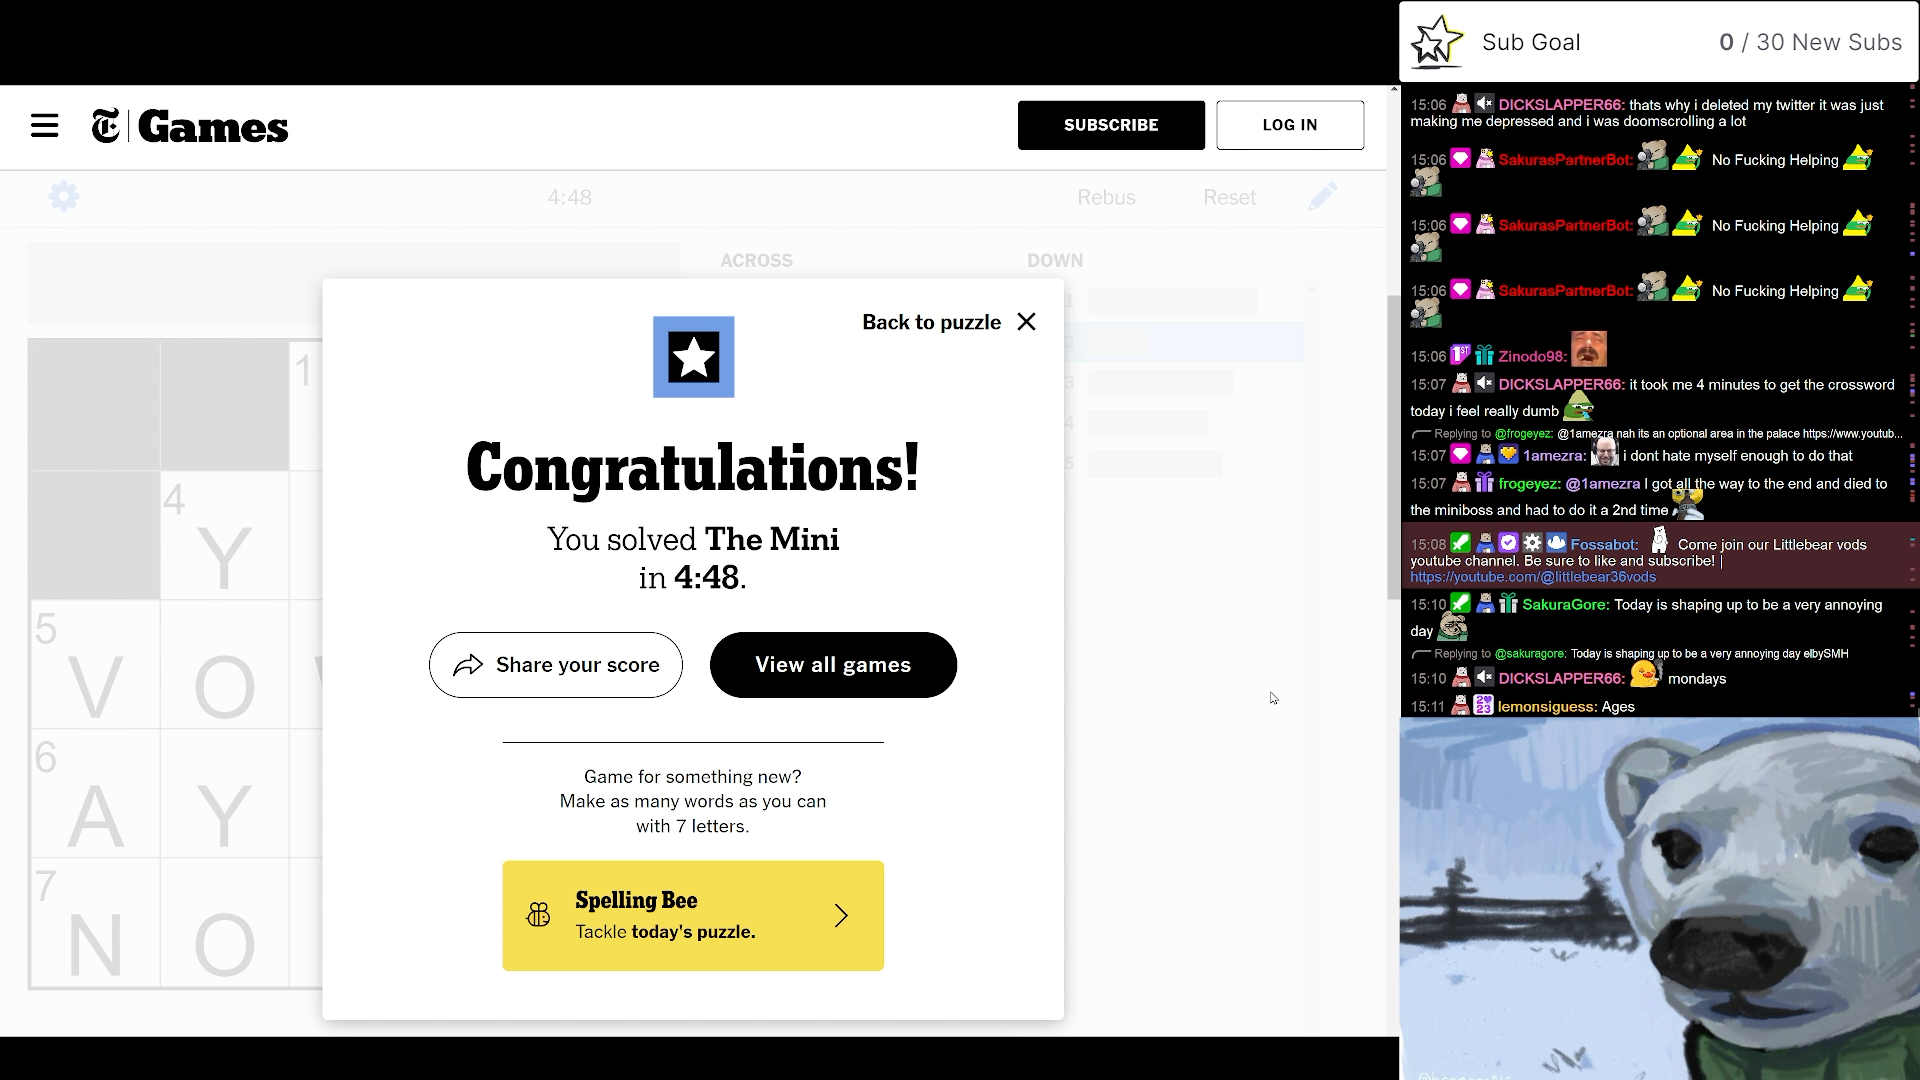 Sub Goal
0 / 30 New Subs
Games
SUBSCRIBE
LOG IN
4:48
Rebus
Reset
ACROSS
DOWN
1
2
3
4
5
1
4
Y
5
V
O
6
A
Y
7
N
O
Back to puzzle
Congratulations!
You solved The Mini
in 4:48.
Share your score
View all games
Game for something new?
Make as many words as you can
with 7 letters.
Spelling Bee
Tackle today's puzzle.
15:06 DICKSLAPPER66: thats why i deleted my twitter it was just
making me depressed and i was doomscrolling a lot
15:06 SakurasPartnerBot: No Fucking Helping
15:06 SakurasPartnerBot: No Fucking Helping
15:06 SakurasPartnerBot: No Fucking Helping
15:06 Zinodo98:
15:07 DICKSLAPPER66: it took me 4 minutes to get the crossword
today i feel really dumb
Replying to @frogeyez: @1amezra nah its an optional area in the palace https://www.youtub...
15:07 1amezra: i dont hate myself enough to do that
15:07 frogeyez: @1amezra I got all the way to the end and died to
the miniboss and had to do it a 2nd time
15:08 Fossabot: Come join our Littlebear vods
youtube channel. Be sure to like and subscribe! |
https://youtube.com/@littlebear36vods
15:10 SakuraGore: Today is shaping up to be a very annoying
day
Replying to @sakuragore: Today is shaping up to be a very annoying day elbySMH
15:10 DICKSLAPPER66: mondays
15:11 lemonsiguess: Ages